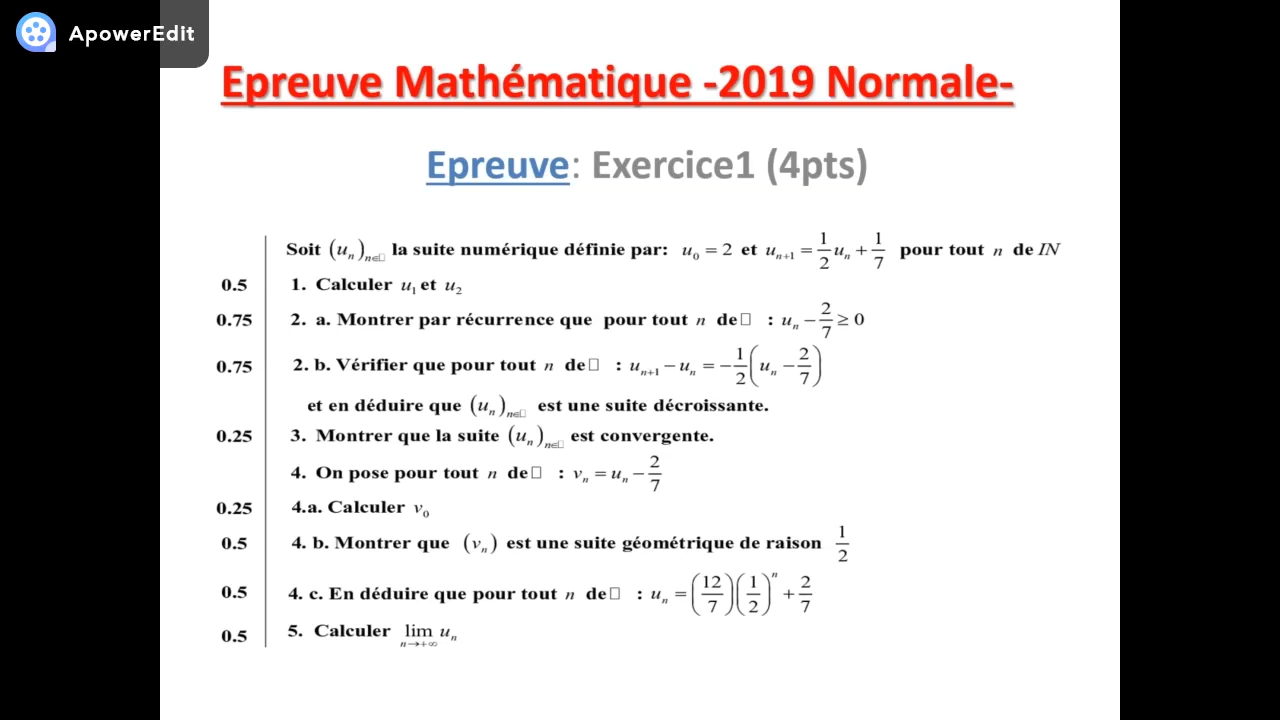 ApowerEdit
Epreuve Mathématique -2019 Normale-
Epreuve: Exercice1 (4pts)
Soit (uₙ)ₙ∈□ la suite numérique définie par: u₀ = 2 et uₙ₊₁ = 1/2 uₙ + 1/7 pour tout n de IN
0.5 1. Calculer u₁ et u₂
0.75 2. a. Montrer par récurrence que pour tout n de□ : uₙ − 2/7 ≥ 0
0.75 2. b. Vérifier que pour tout n de□ : uₙ₊₁ − uₙ = −1/2 (uₙ − 2/7)
et en déduire que (uₙ)ₙ∈□ est une suite décroissante.
0.25 3. Montrer que la suite (uₙ)ₙ∈□ est convergente.
4. On pose pour tout n de□ : vₙ = uₙ − 2/7
0.25 4.a. Calculer v₀
0.5 4. b. Montrer que (vₙ) est une suite géométrique de raison 1/2
0.5 4. c. En déduire que pour tout n de□ : uₙ = (12/7)(1/2)ⁿ + 2/7
0.5 5. Calculer lim n→+∞ uₙ